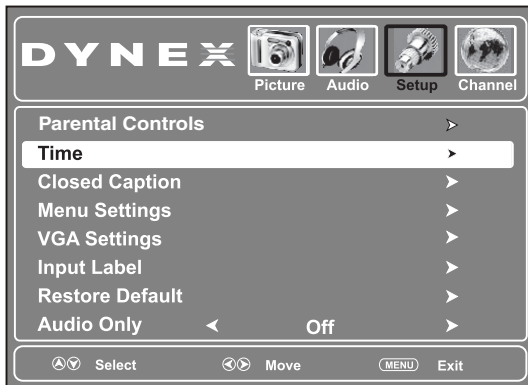 DYNEX
Picture Audio Setup Channel
Parental Controls
Time
Closed Caption
Menu Settings
VGA Settings
Input Label
Restore Default
Audio Only Off
Select Move MENU Exit